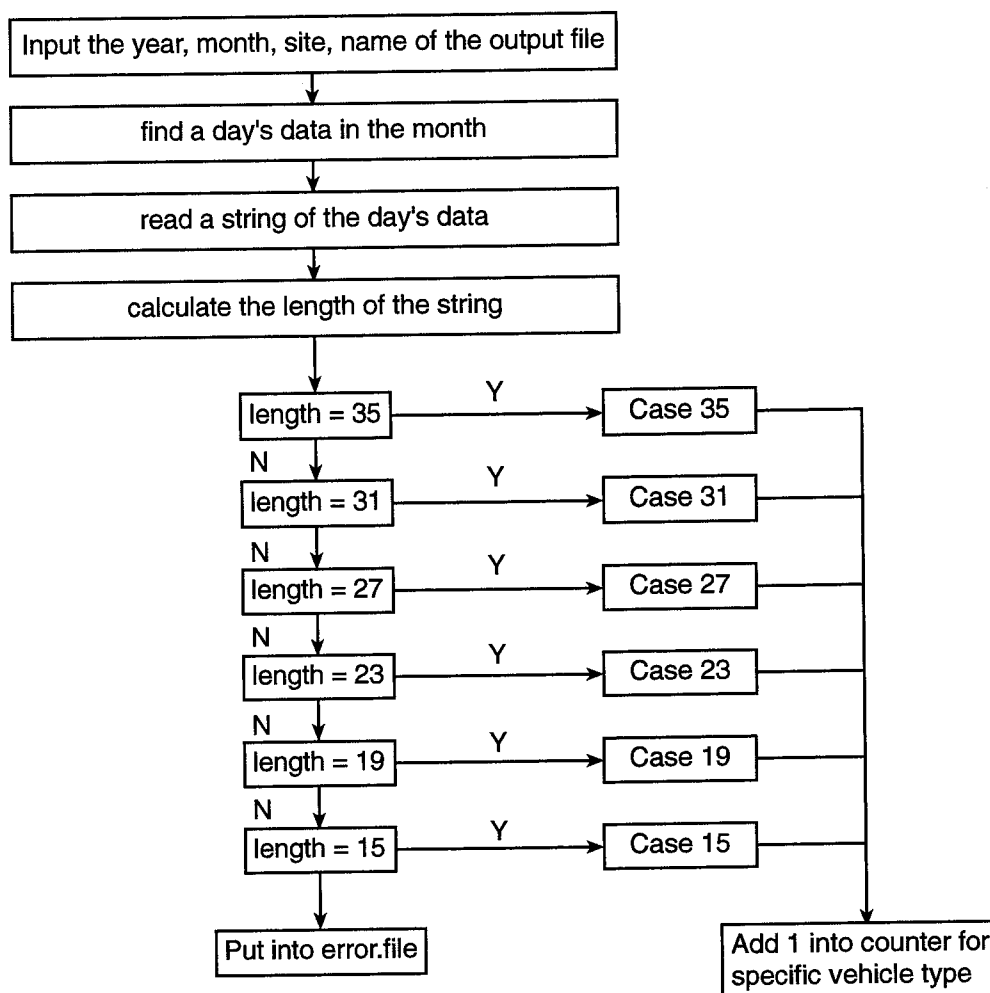 Input the year, month, site, name of the output file
find a day's data in the month
read a string of the day's data
calculate the length of the string
length = 35
Y
Case 35
N
length = 31
Y
Case 31
N
length = 27
Y
Case 27
N
length = 23
Y
Case 23
N
length = 19
Y
Case 19
N
length = 15
Y
Case 15
Put into error.file
Add 1 into counter for
specific vehicle type